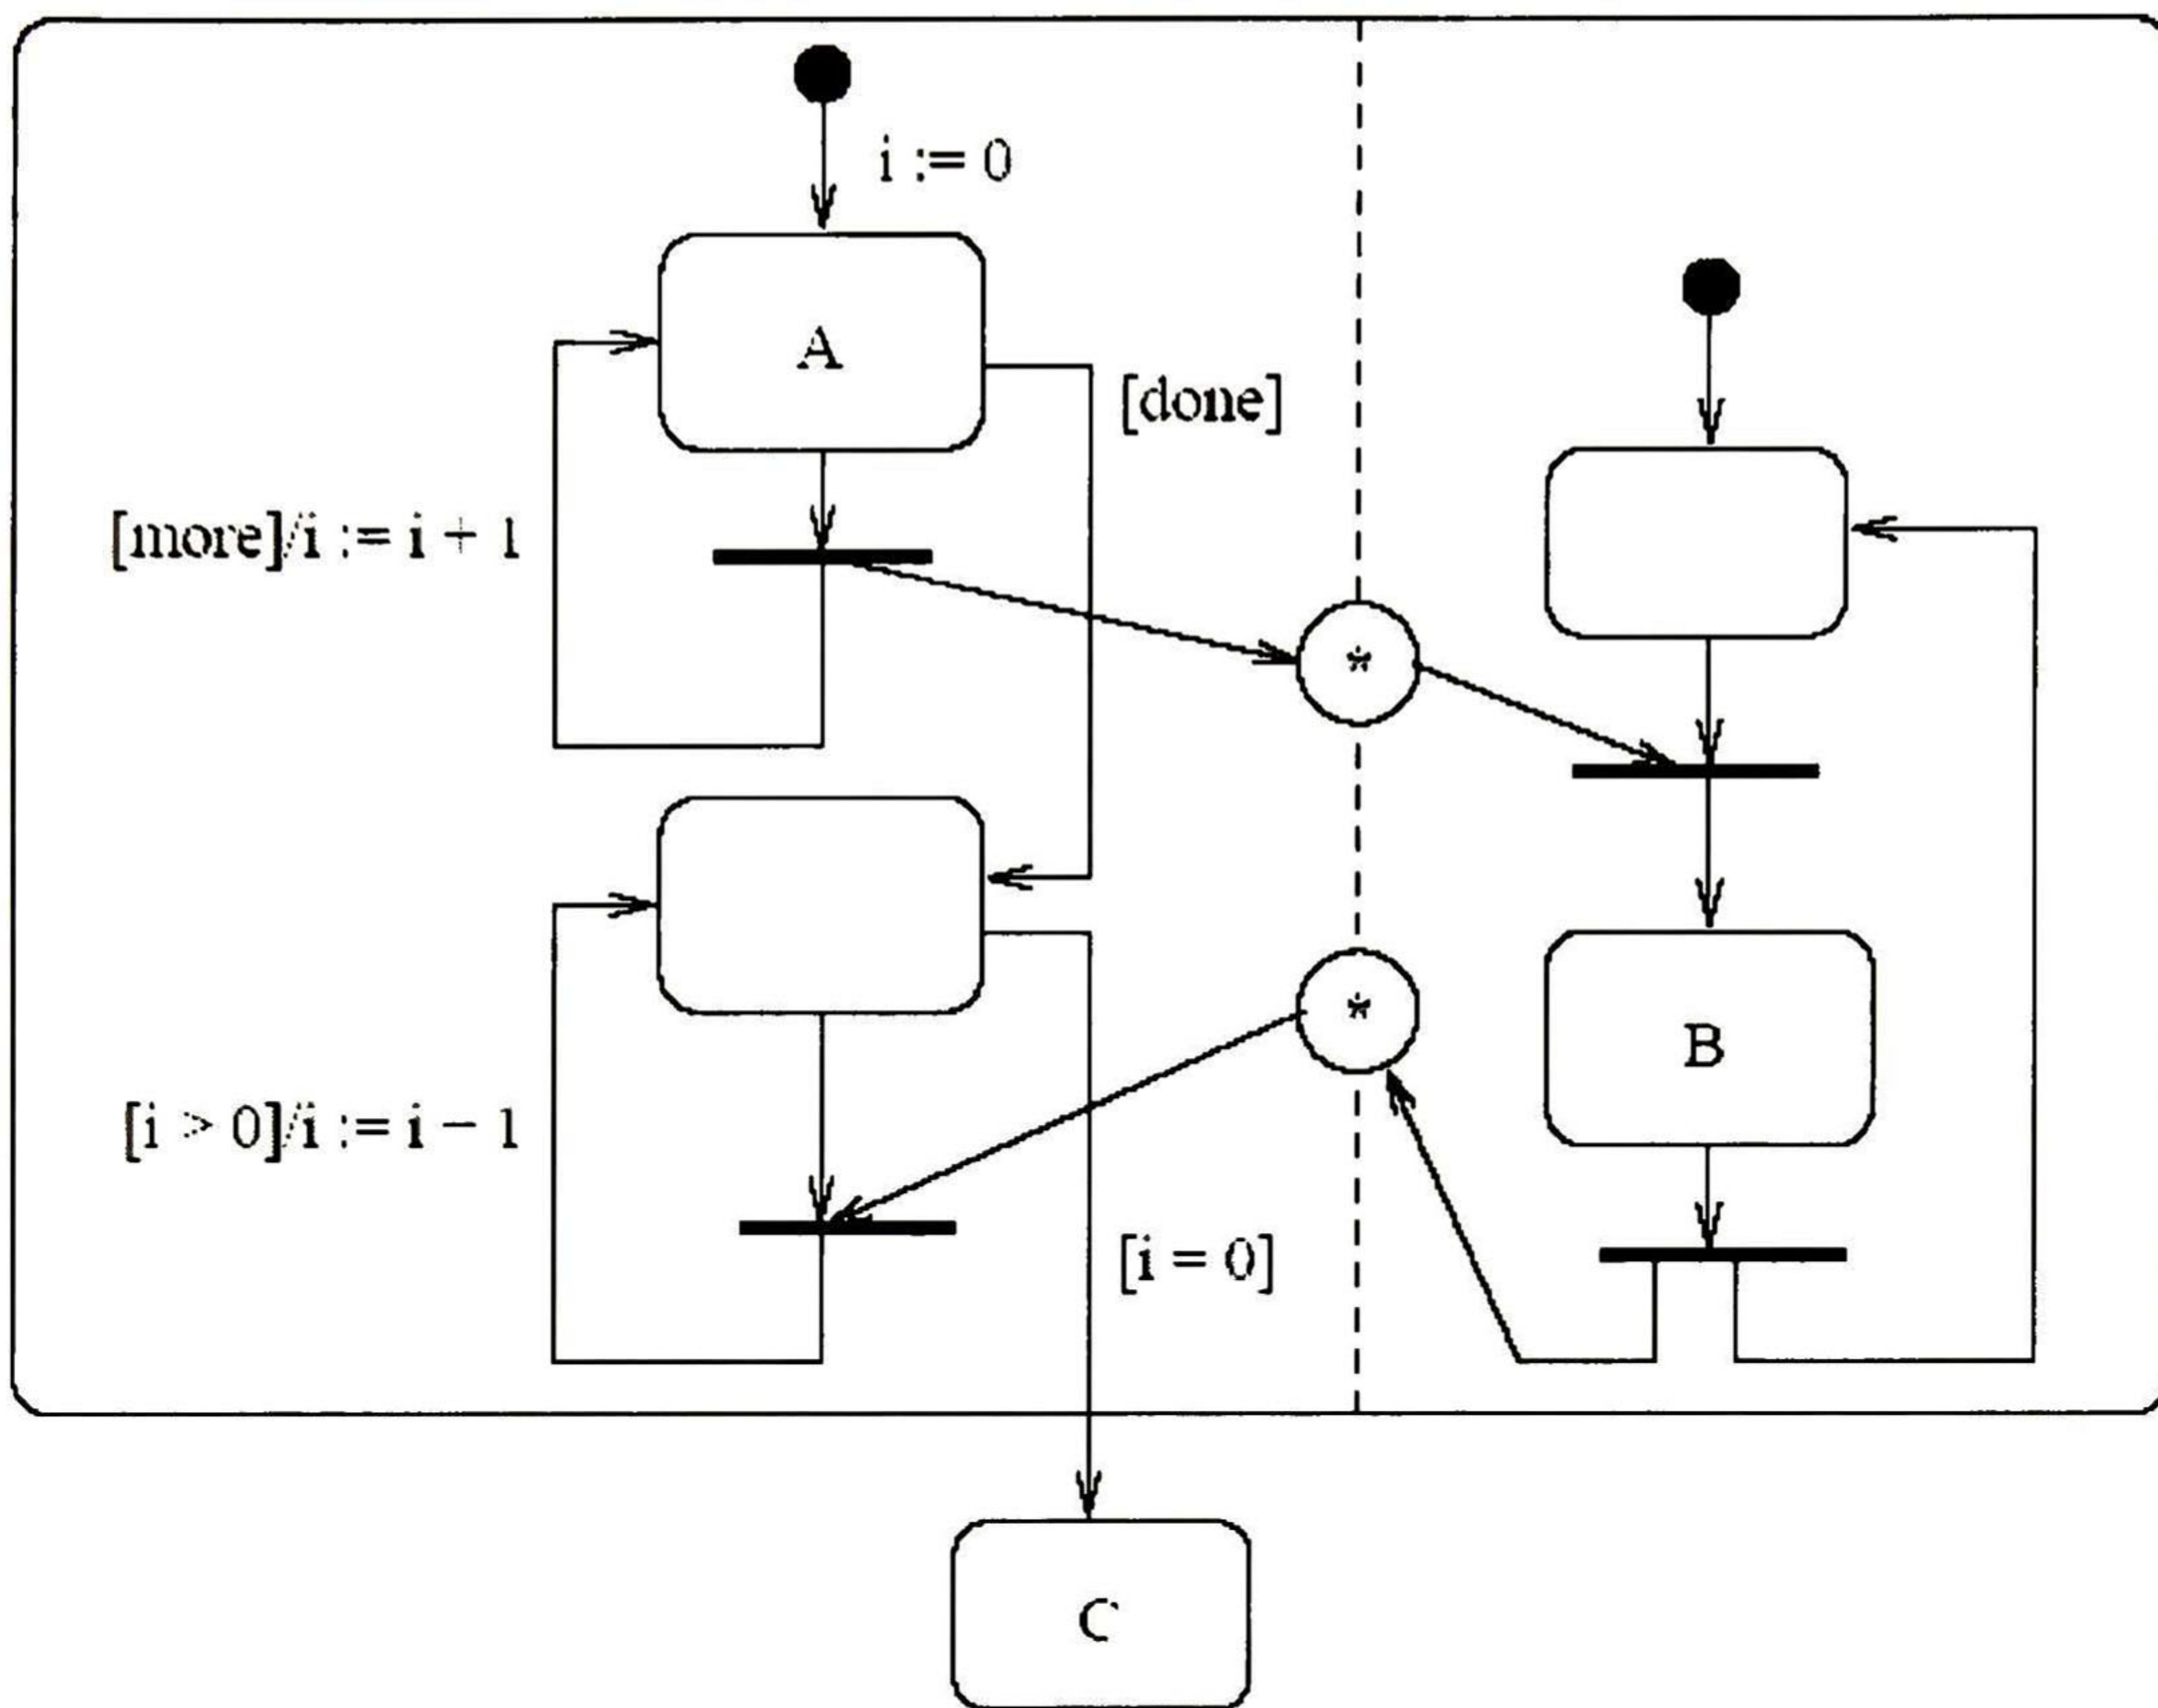 i := 0
A
[done]
[more]/i := i + 1
*
*
B
[i > 0]/i := i − 1
[i = 0]
C